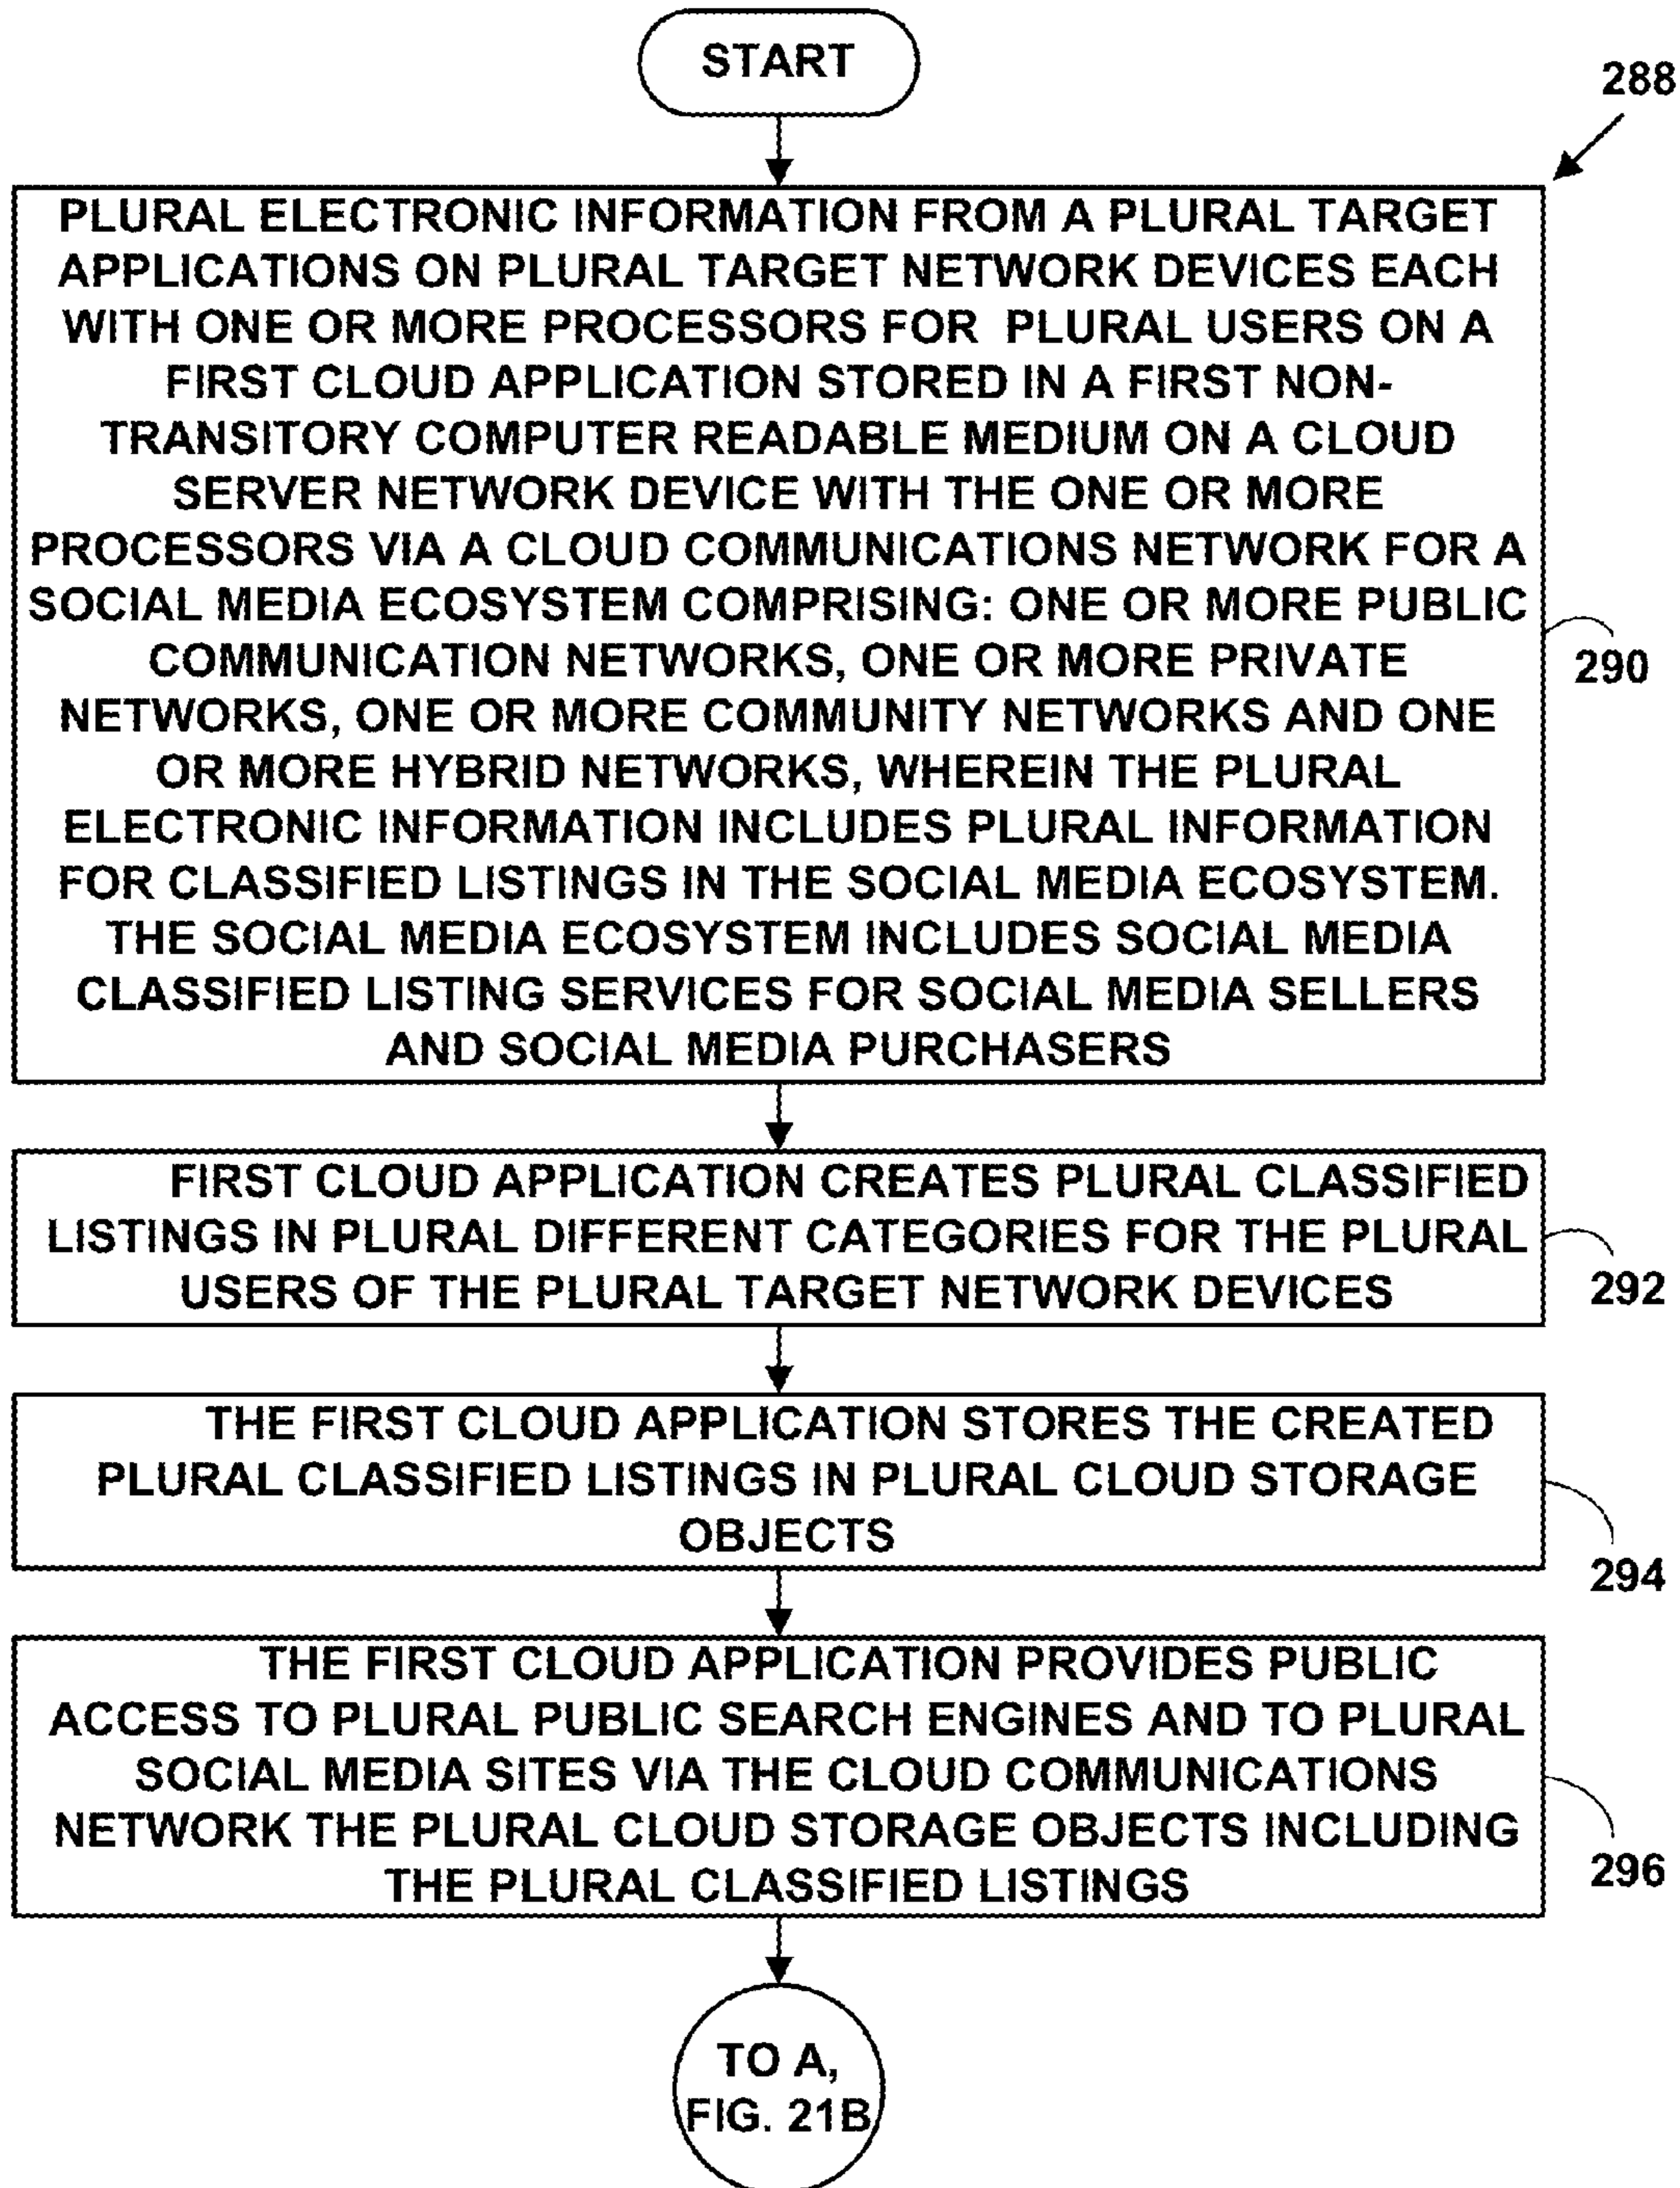 START
288
PLURAL ELECTRONIC INFORMATION FROM A PLURAL TARGET
APPLICATIONS ON PLURAL TARGET NETWORK DEVICES EACH
WITH ONE OR MORE PROCESSORS FOR PLURAL USERS ON A
FIRST CLOUD APPLICATION STORED IN A FIRST NON-
TRANSITORY COMPUTER READABLE MEDIUM ON A CLOUD
SERVER NETWORK DEVICE WITH THE ONE OR MORE
PROCESSORS VIA A CLOUD COMMUNICATIONS NETWORK FOR A
SOCIAL MEDIA ECOSYSTEM COMPRISING: ONE OR MORE PUBLIC
COMMUNICATION NETWORKS, ONE OR MORE PRIVATE
NETWORKS, ONE OR MORE COMMUNITY NETWORKS AND ONE
OR MORE HYBRID NETWORKS, WHEREIN THE PLURAL
ELECTRONIC INFORMATION INCLUDES PLURAL INFORMATION
FOR CLASSIFIED LISTINGS IN THE SOCIAL MEDIA ECOSYSTEM.
THE SOCIAL MEDIA ECOSYSTEM INCLUDES SOCIAL MEDIA
CLASSIFIED LISTING SERVICES FOR SOCIAL MEDIA SELLERS
AND SOCIAL MEDIA PURCHASERS
290
FIRST CLOUD APPLICATION CREATES PLURAL CLASSIFIED
LISTINGS IN PLURAL DIFFERENT CATEGORIES FOR THE PLURAL
USERS OF THE PLURAL TARGET NETWORK DEVICES
292
THE FIRST CLOUD APPLICATION STORES THE CREATED
PLURAL CLASSIFIED LISTINGS IN PLURAL CLOUD STORAGE
OBJECTS
294
THE FIRST CLOUD APPLICATION PROVIDES PUBLIC
ACCESS TO PLURAL PUBLIC SEARCH ENGINES AND TO PLURAL
SOCIAL MEDIA SITES VIA THE CLOUD COMMUNICATIONS
NETWORK THE PLURAL CLOUD STORAGE OBJECTS INCLUDING
THE PLURAL CLASSIFIED LISTINGS
296
TO A,
FIG. 21B